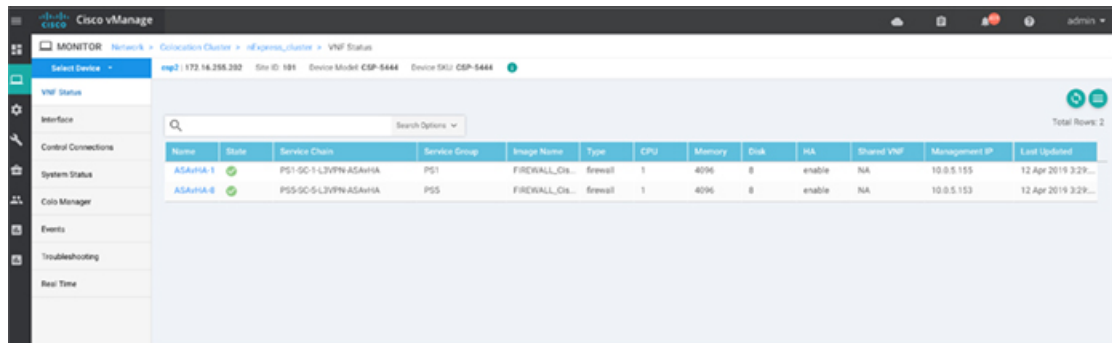 cisco Cisco vManage admin
MONITOR Network > Colocation Cluster > nExpress_cluster > VNF Status
Select Device csp2 | 172.16.255.202 Site ID: 101 Device Model: CSP-5444 Device SKU: CSP-5444
VNF Status
Interface
Control Connections
System Status
Colo Manager
Events
Troubleshooting
Real Time
Search Options
Total Rows: 2
Name State Service Chain Service Group Image Name Type CPU Memory Disk HA Shared VNF Management IP Last Updated
ASAvHA-1 PS1-SC-1-L3VPN-ASAvHA PS1 FIREWALL_Cis... firewall 1 4096 8 enable NA 10.0.5.155 12 Apr 2019 3:29:...
ASAvHA-8 PS5-SC-5-L3VPN-ASAvHA PS5 FIREWALL_Cis... firewall 1 4096 8 enable NA 10.0.5.153 12 Apr 2019 3:29:...